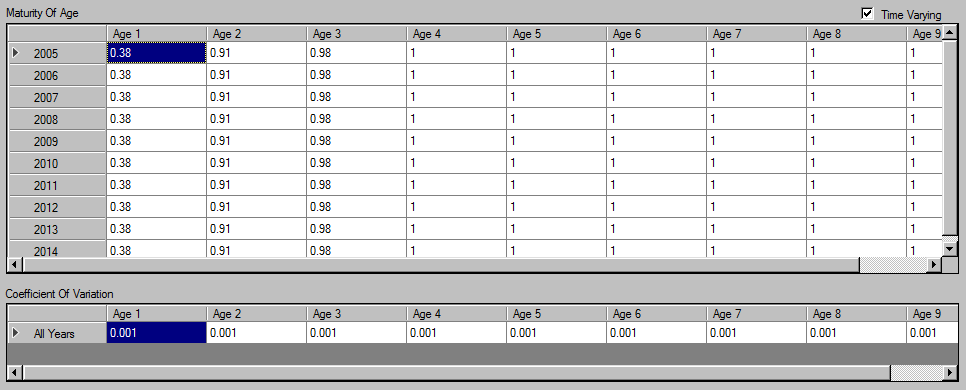 Maturity Of Age Time Varying
Age 1 Age 2 Age 3 Age 4 Age 5 Age 6 Age 7 Age 8 Age 9
2005 0.38 0.91 0.98 1 1 1 1 1 1
2006 0.38 0.91 0.98 1 1 1 1 1 1
2007 0.38 0.91 0.98 1 1 1 1 1 1
2008 0.38 0.91 0.98 1 1 1 1 1 1
2009 0.38 0.91 0.98 1 1 1 1 1 1
2010 0.38 0.91 0.98 1 1 1 1 1 1
2011 0.38 0.91 0.98 1 1 1 1 1 1
2012 0.38 0.91 0.98 1 1 1 1 1 1
2013 0.38 0.91 0.98 1 1 1 1 1 1
2014 0.38 0.91 0.98 1 1 1 1 1 1
Coefficient Of Variation
Age 1 Age 2 Age 3 Age 4 Age 5 Age 6 Age 7 Age 8 Age 9
All Years 0.001 0.001 0.001 0.001 0.001 0.001 0.001 0.001 0.001